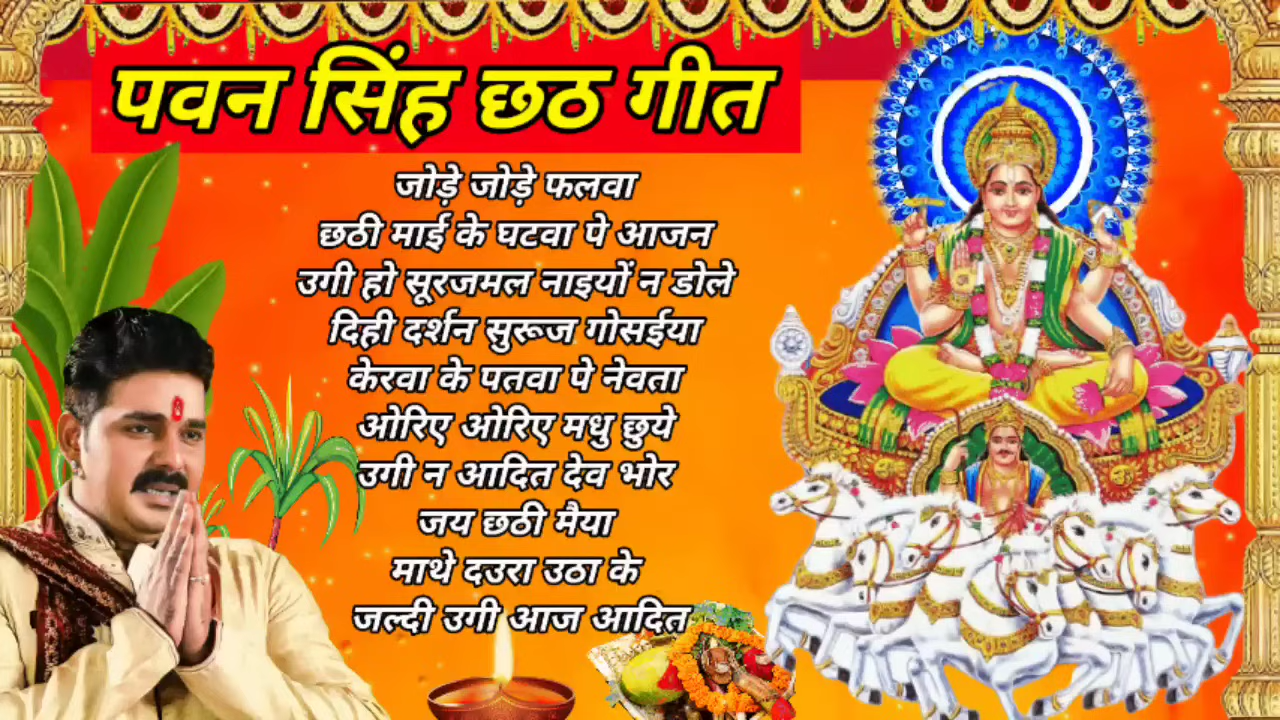 पवन सिंह छठ गीत
जोड़े जोड़े फलवा
छठी माई के घटवा पे आजन
उगी हो सूरजमल नाइयों न डोले
दिही दर्शन सुरूज गोसईया
केरवा के पतवा पे नेवता
ओरिए ओरिए मधु छुये
उगी न आदित देव भोर
जय छठी मैया
माथे दउरा उठा के
जल्दी उगी आज आदित